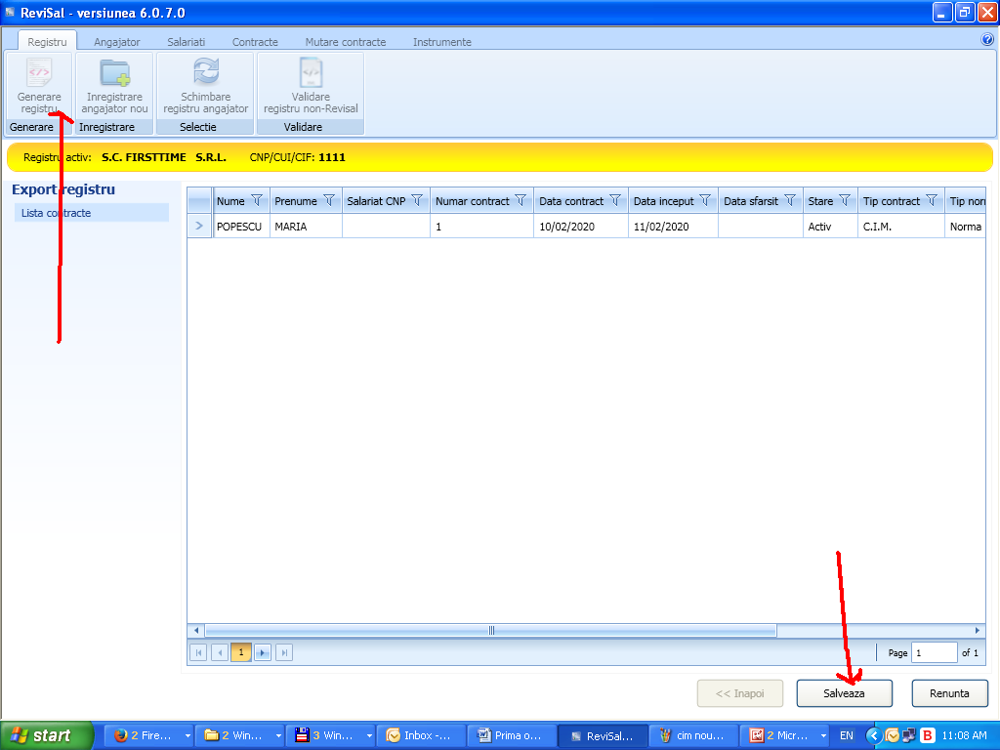 ReviSal - versiunea 6.0.7.0
Registru Angajator Salariati Contracte Mutare contracte Instrumente
Generare registru
Inregistrare angajator nou
Schimbare registru angajator
Validare registru non-Revisal
Generare Inregistrare Selectie Validare
Registru activ: S.C. FIRSTTIME S.R.L. CNP/CUI/CIF: 1111
Export registru
Lista contracte
Nume Prenume Salariat CNP Numar contract Data contract Data inceput Data sfarsit Stare Tip contract Tip nor
POPESCU MARIA 1 10/02/2020 11/02/2020 Activ C.I.M. Norma
1 Page 1 of 1
<< Inapoi Salveaza Renunta
start 2 Fire... 2 Win... 3 Win... Inbox -... Prima o... ReviSal... cim nou... 2 Micr... EN B 11:08 AM